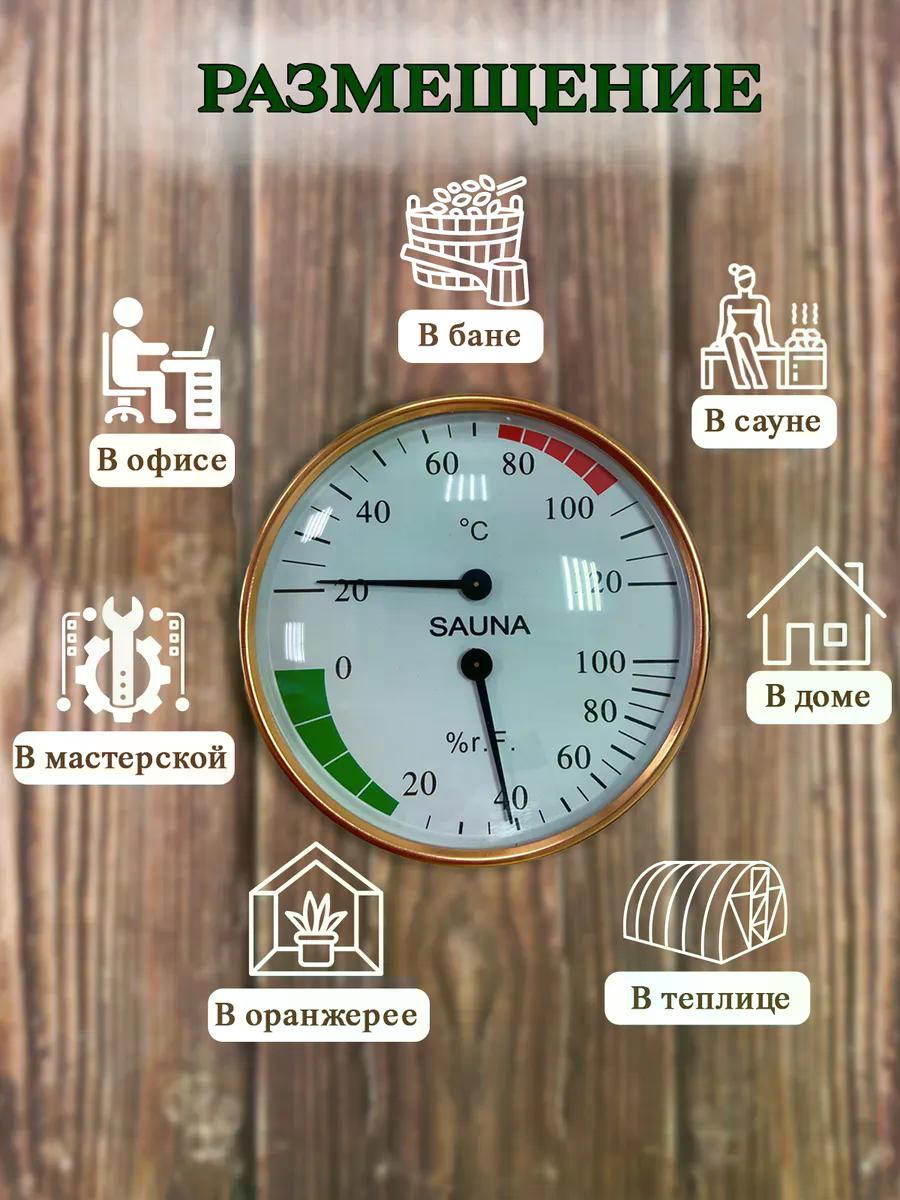 РАЗМЕЩЕНИЕ
В бане
В сауне
В офисе
60 80
40 100
°C
20 120
SAUNA
0 100
В доме
80
В мастерской
%r.F. 60
20 40
В теплице
В оранжерее